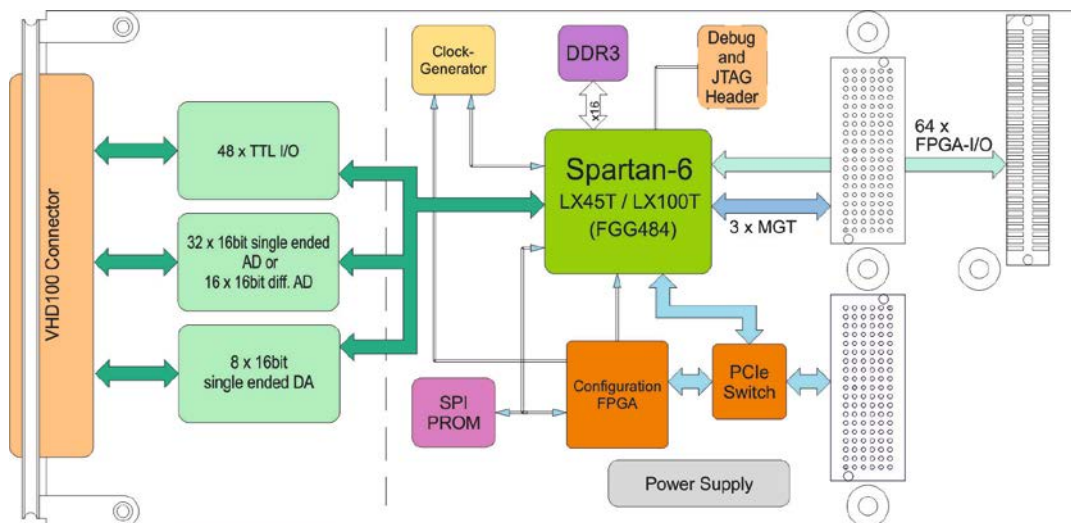 VHD100 Connector
48 x TTL I/O
32 x 16bit single ended
AD or
16 x 16bit diff. AD
8 x 16bit
single ended DA
Clock-
Generator
DDR3
x16
Debug
and
JTAG
Header
Spartan-6
LX45T / LX100T
(FGG484)
64 x
FPGA-I/O
3 x MGT
SPI
PROM
Configuration
FPGA
PCIe
Switch
Power Supply